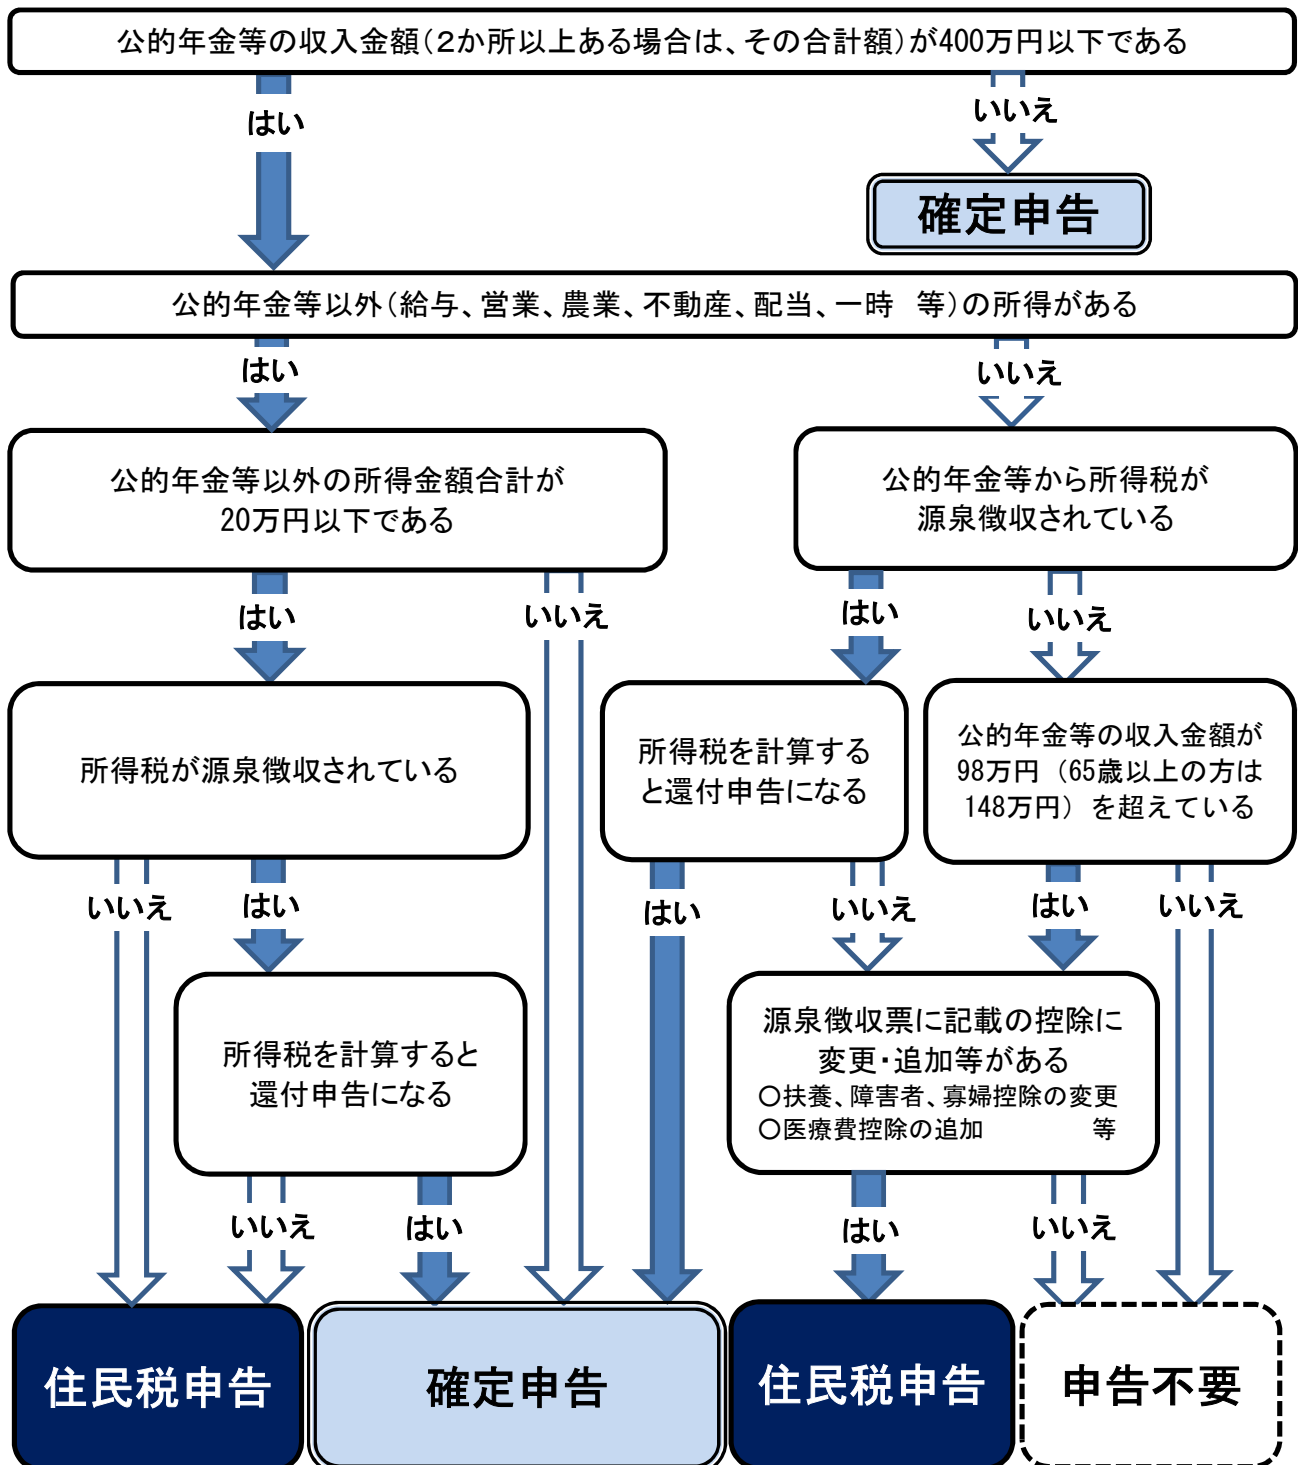 公的年金等の収入金額（２か所以上ある場合は、その合計額）が400万円以下である
はい
いいえ
確定申告
公的年金等以外（給与、営業、農業、不動産、配当、一時　等）の所得がある
はい
いいえ
公的年金等以外の所得金額合計が
20万円以下である
公的年金等から所得税が
源泉徴収されている
はい
いいえ
はい
いいえ
所得税が源泉徴収されている
所得税を計算する
と還付申告になる
公的年金等の収入金額が
98万円（65歳以上の方は
148万円）を超えている
いいえ
はい
はい
いいえ
はい
いいえ
所得税を計算すると
還付申告になる
源泉徴収票に記載の控除に
変更・追加等がある
○扶養、障害者、寡婦控除の変更
○医療費控除の追加　　　　等
いいえ
はい
はい
いいえ
住民税申告
確定申告
住民税申告
申告不要